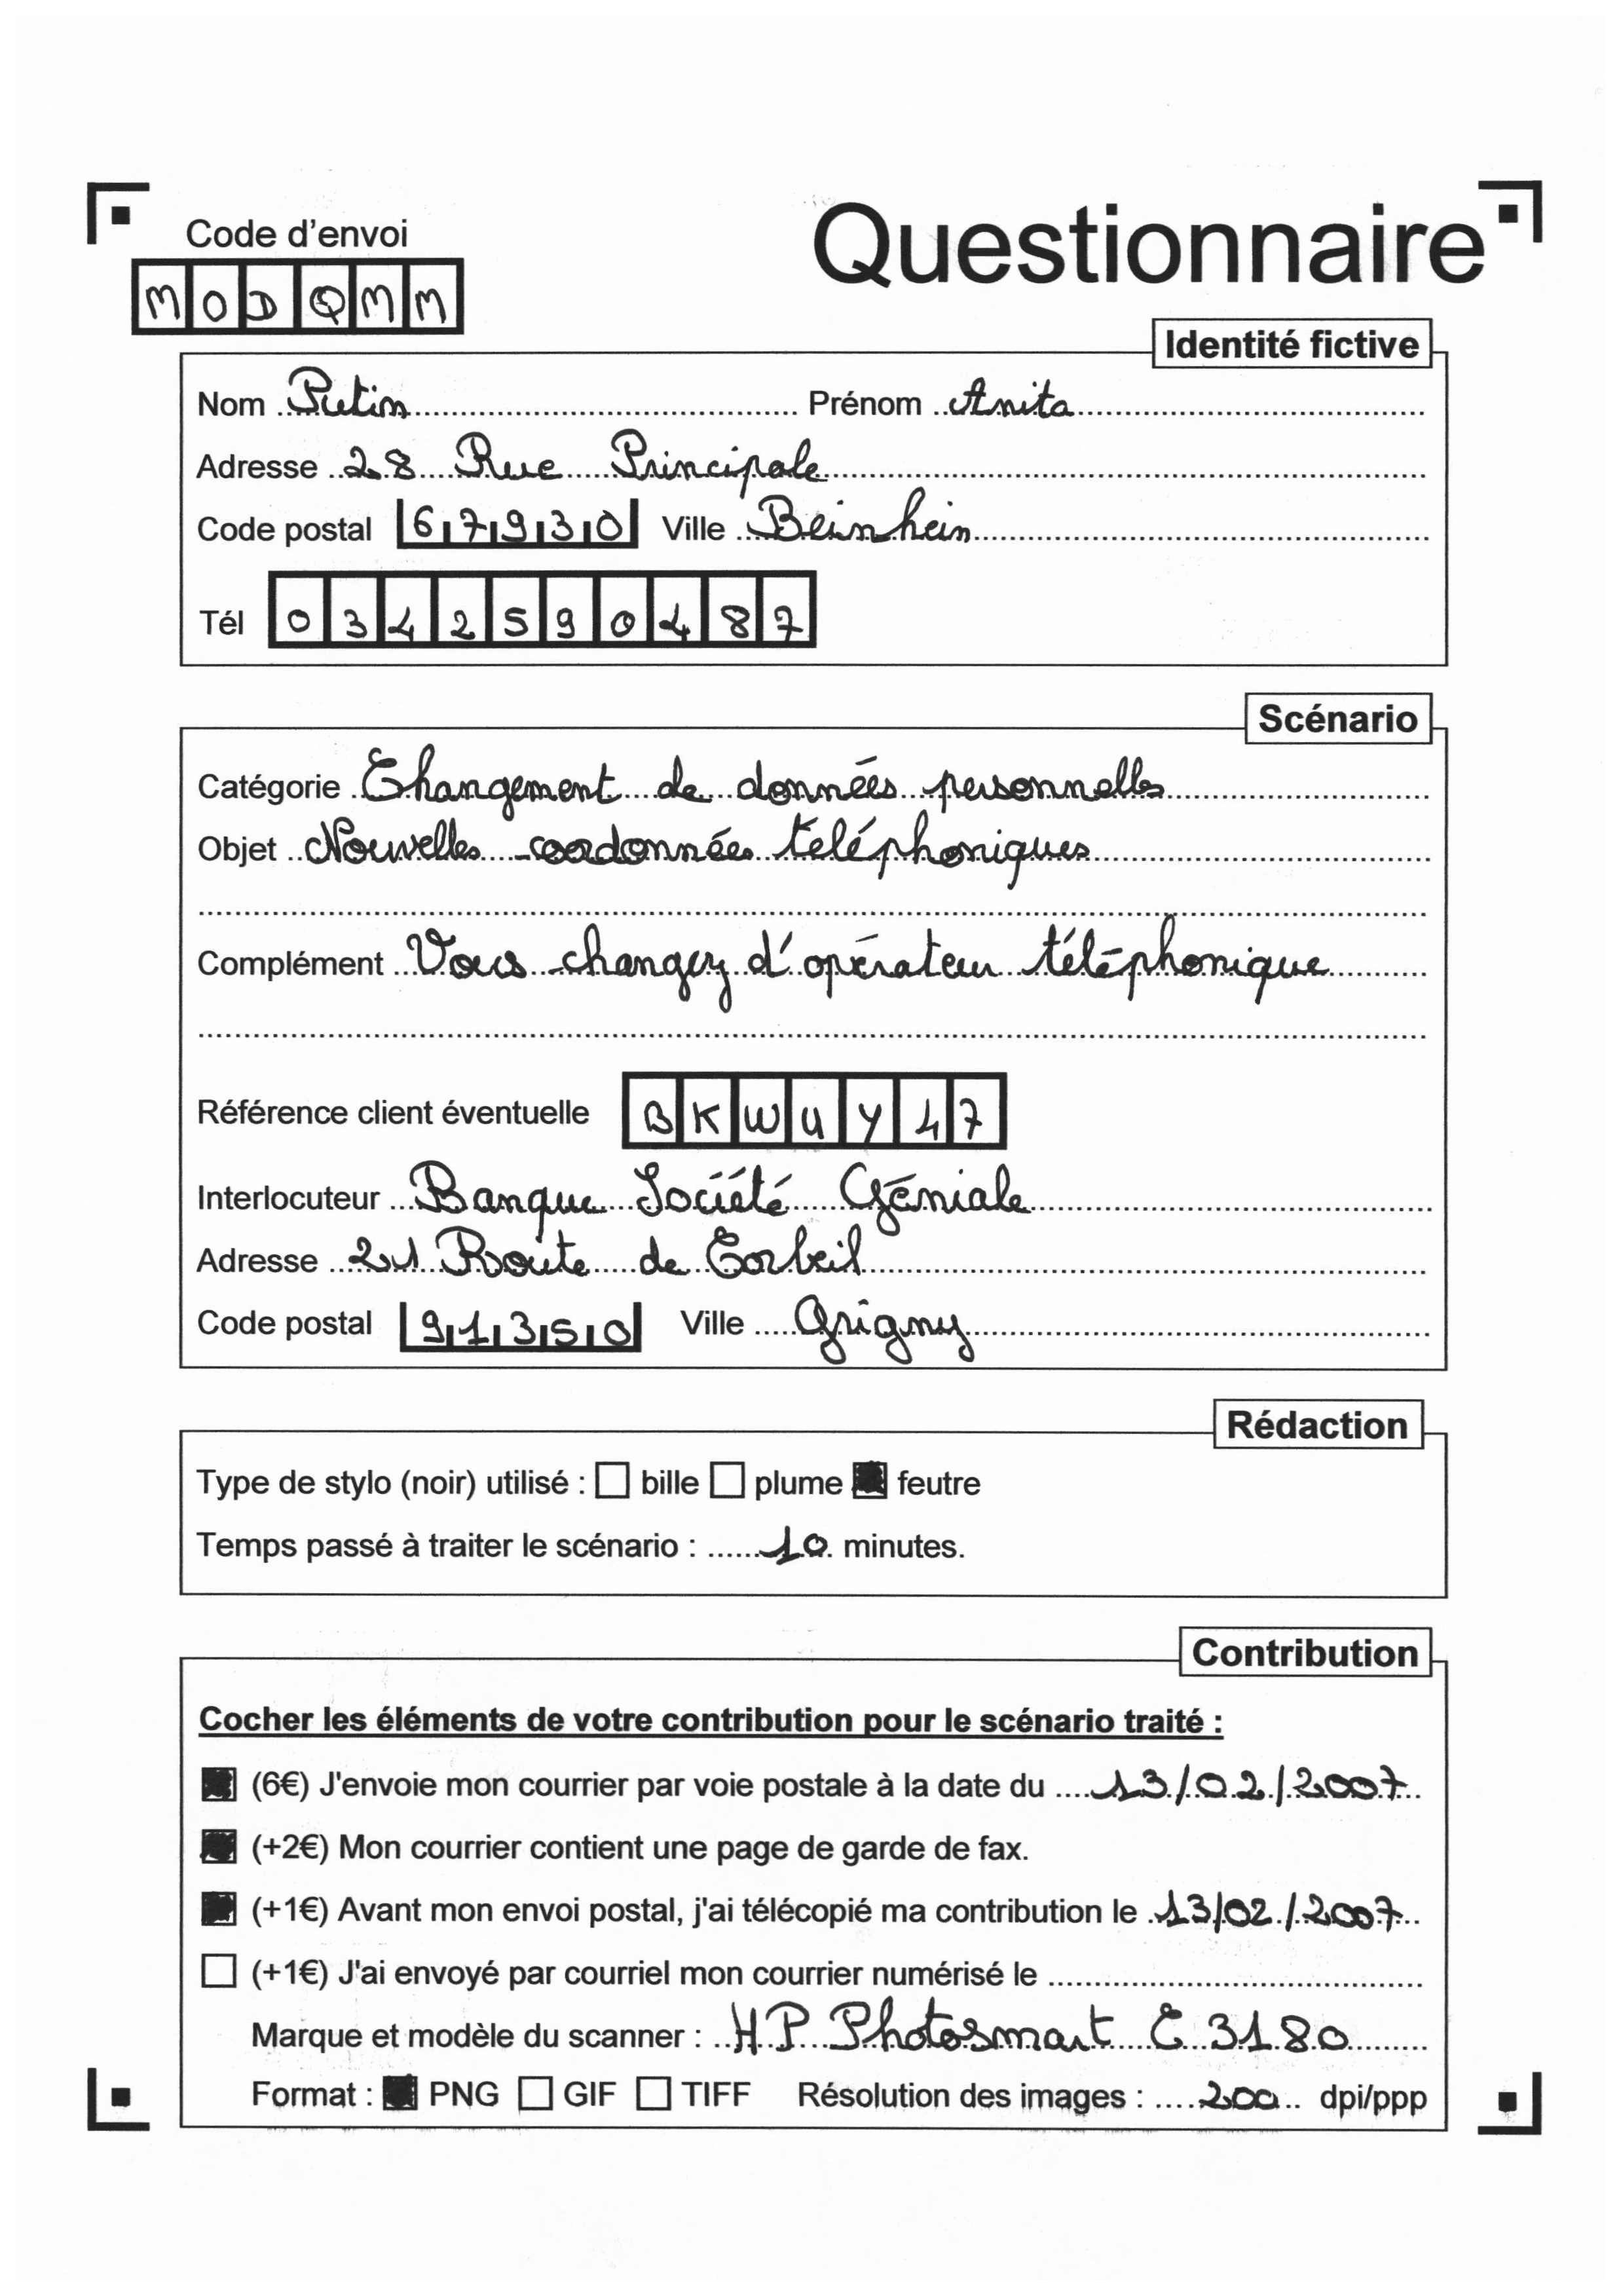 Code d'envoi
Questionnaire
MODQMM
Identité fictive
Nom Putin Prénom Anita
Adresse 28 Rue Principale
Code postal 67930 Ville Beinheim
Tél 0342590487
Scénario
Catégorie Changement de données personnelles
Objet Nouvelles coordonnées téléphoniques
Complément Vous changez d'opérateur téléphonique
Référence client éventuelle BKWUY47
Interlocuteur Banque Société Géniale
Adresse 21 Route de Corbeil
Code postal 91350 Ville Grigny
Rédaction
Type de stylo (noir) utilisé : bille plume feutre
Temps passé à traiter le scénario : 10 minutes.
Contribution
Cocher les éléments de votre contribution pour le scénario traité :
(6€) J'envoie mon courrier par voie postale à la date du 13/02/2007
(+2€) Mon courrier contient une page de garde de fax.
(+1€) Avant mon envoi postal, j'ai télécopié ma contribution le 13/02/2007
(+1€) J'ai envoyé par courriel mon courrier numérisé le
Marque et modèle du scanner : HP Photosmart C 3180
Format : PNG GIF TIFF Résolution des images : 200 dpi/ppp